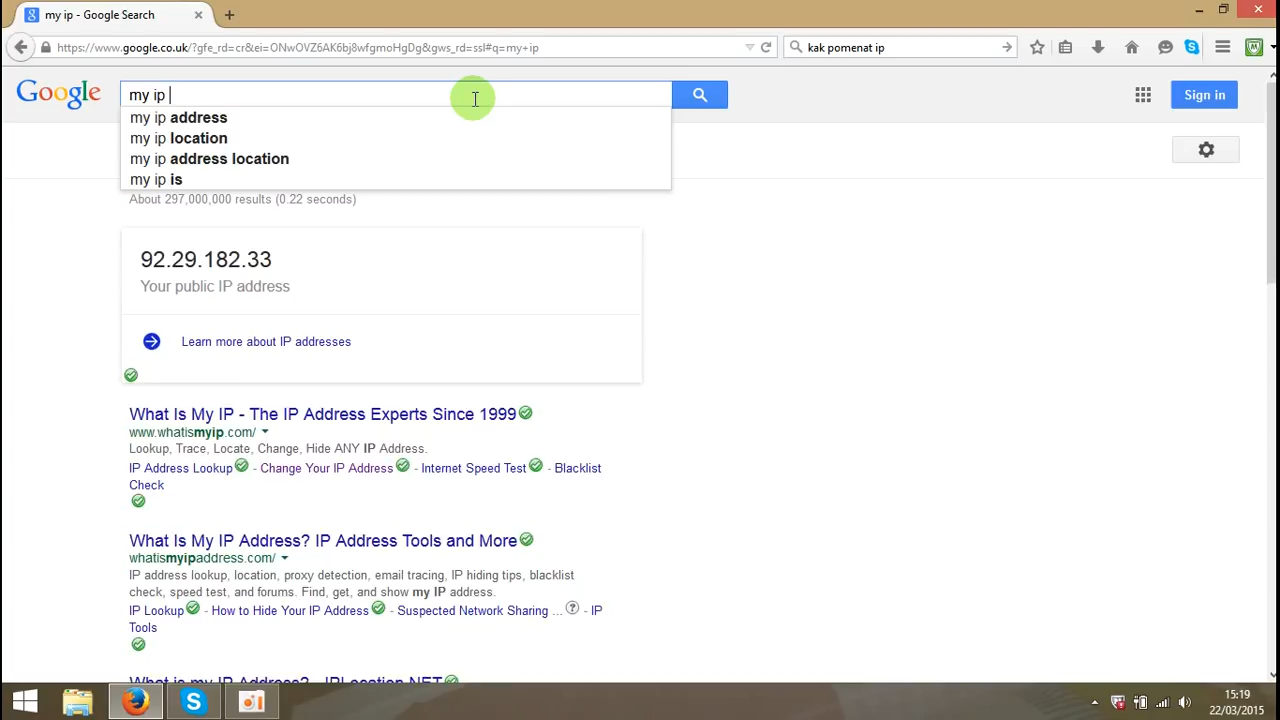 my ip - Google Search
https://www.google.co.uk/?gfe_rd=cr&ei=ONwOVZ6AK6bj8wfgmoHgDg&gws_rd=ssl#q=my+ip
kak pomenat ip
Google
my ip
Sign in
my ip address
my ip location
my ip address location
my ip is
About 297,000,000 results (0.22 seconds)
92.29.182.33
Your public IP address
Learn more about IP addresses
What Is My IP - The IP Address Experts Since 1999
www.whatismyip.com/
Lookup, Trace, Locate, Change, Hide ANY IP Address.
IP Address Lookup - Change Your IP Address - Internet Speed Test - Blacklist
Check
What Is My IP Address? IP Address Tools and More
whatismyipaddress.com/
IP address lookup, location, proxy detection, email tracing, IP hiding tips, blacklist
check, speed test, and forums. Find, get, and show my IP address.
IP Lookup - How to Hide Your IP Address - Suspected Network Sharing ... - IP
Tools
What is my IP Address? - IPLocation.NET
15:19
22/03/2015